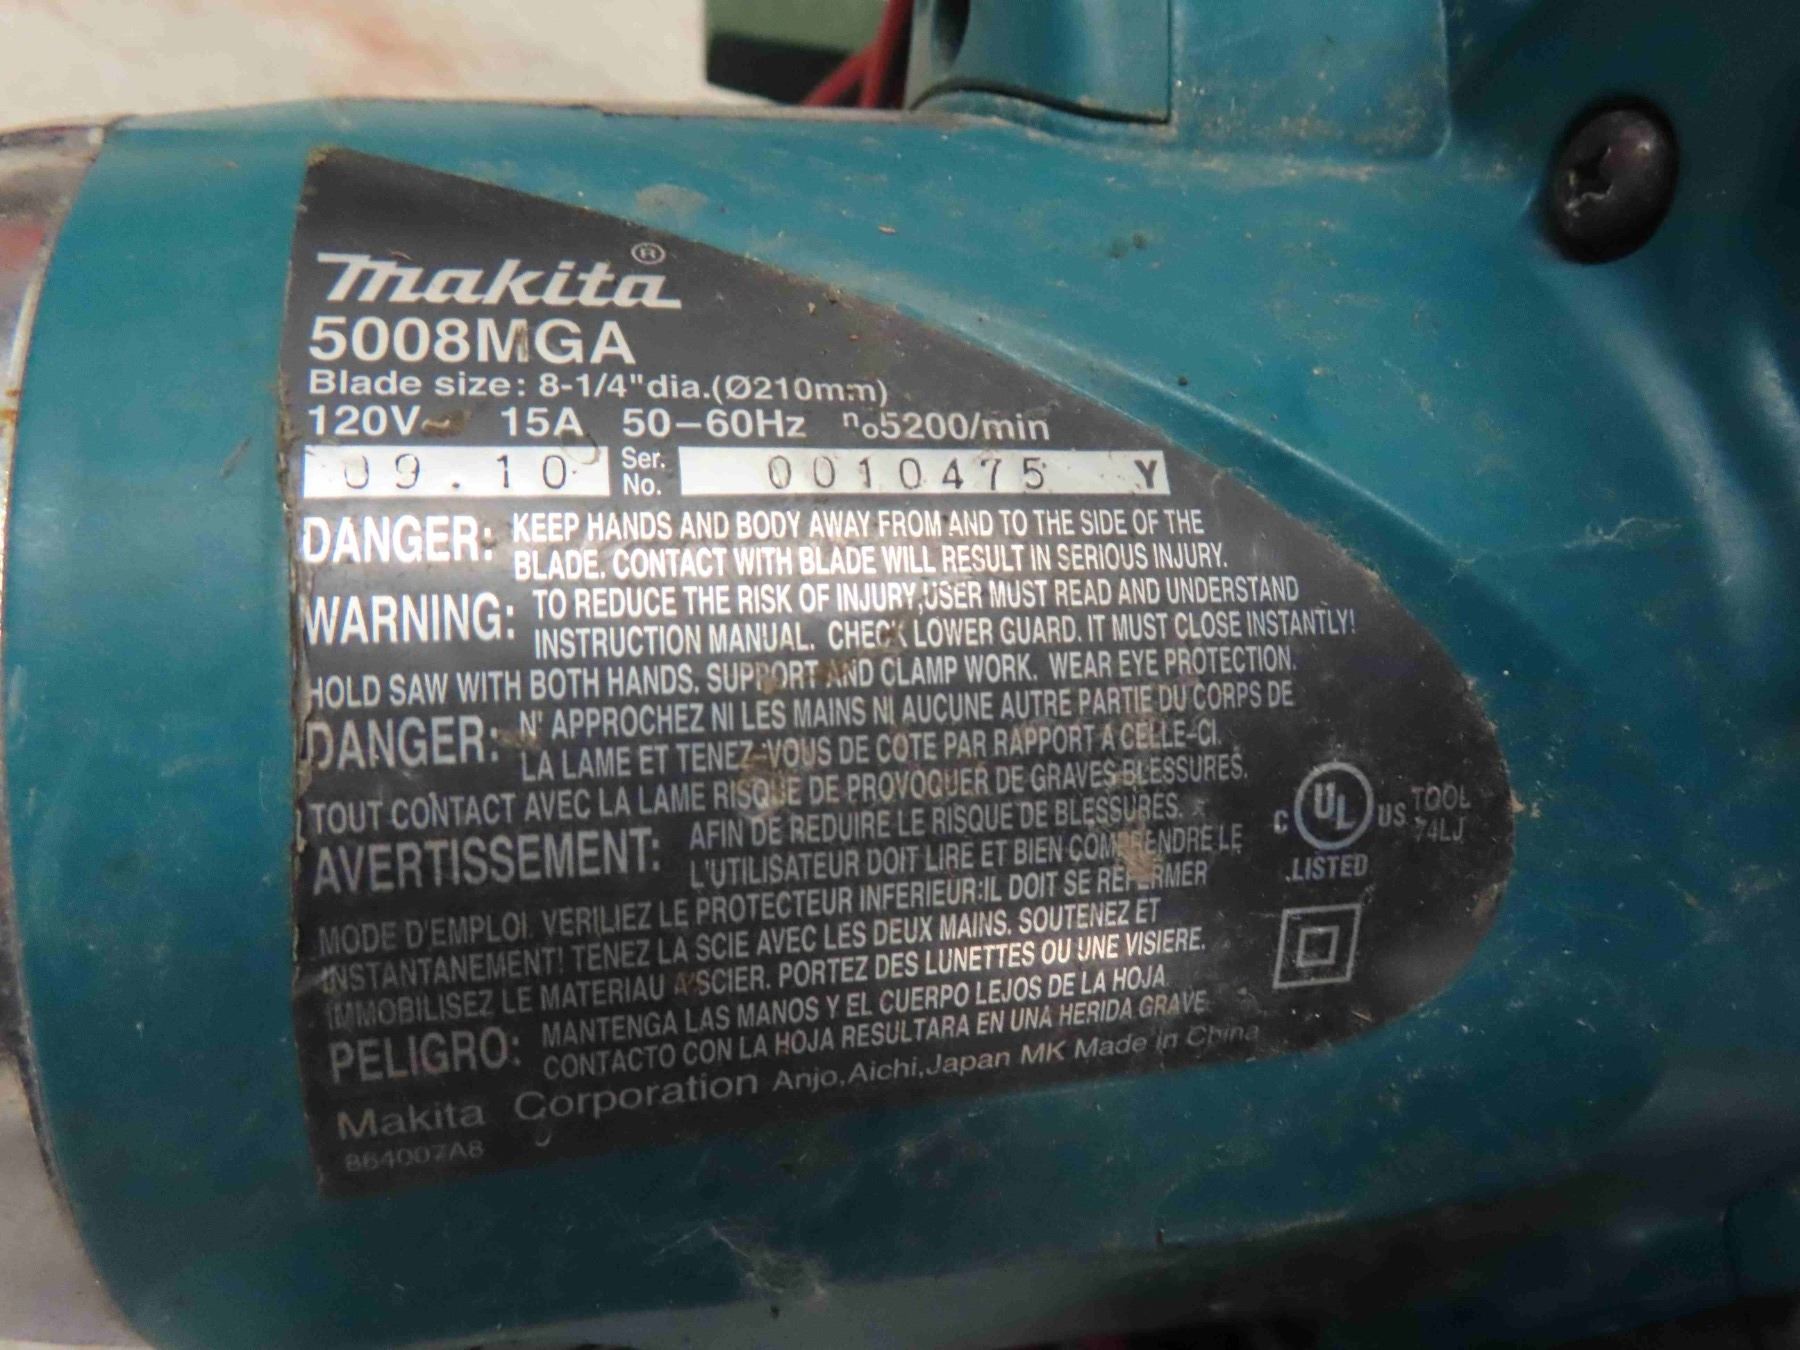 Makita®
5008MGA
Blade size: 8-1/4"dia.(Ø210mm)
120V~ 15A 50–60Hz no5200/min
09.10 Ser. No. 0010475 Y
DANGER: KEEP HANDS AND BODY AWAY FROM AND TO THE SIDE OF THE
BLADE. CONTACT WITH BLADE WILL RESULT IN SERIOUS INJURY.
WARNING: TO REDUCE THE RISK OF INJURY,USER MUST READ AND UNDERSTAND
INSTRUCTION MANUAL. CHECK LOWER GUARD. IT MUST CLOSE INSTANTLY!
HOLD SAW WITH BOTH HANDS. SUPPORT AND CLAMP WORK. WEAR EYE PROTECTION.
DANGER: N' APPROCHEZ NI LES MAINS NI AUCUNE AUTRE PARTIE DU CORPS DE
LA LAME ET TENEZ-VOUS DE COTE PAR RAPPORT A CELLE-CI.
TOUT CONTACT AVEC LA LAME RISQUE DE PROVOQUER DE GRAVES BLESSURES.
AVERTISSEMENT: AFIN DE REDUIRE LE RISQUE DE BLESSURES.
L'UTILISATEUR DOIT LIRE ET BIEN COMPRENDRE LE
MODE D'EMPLOI. VERILIEZ LE PROTECTEUR INFERIEUR:IL DOIT SE REFERMER
INSTANTANEMENT! TENEZ LA SCIE AVEC LES DEUX MAINS. SOUTENEZ ET
IMMOBILISEZ LE MATERIAU A SCIER. PORTEZ DES LUNETTES OU UNE VISIERE.
PELIGRO: MANTENGA LAS MANOS Y EL CUERPO LEJOS DE LA HOJA
CONTACTO CON LA HOJA RESULTARA EN UNA HERIDA GRAVE
Makita Corporation Anjo,Aichi,Japan MK Made in China
864007A8
C UL US TOOL
74LJ
LISTED